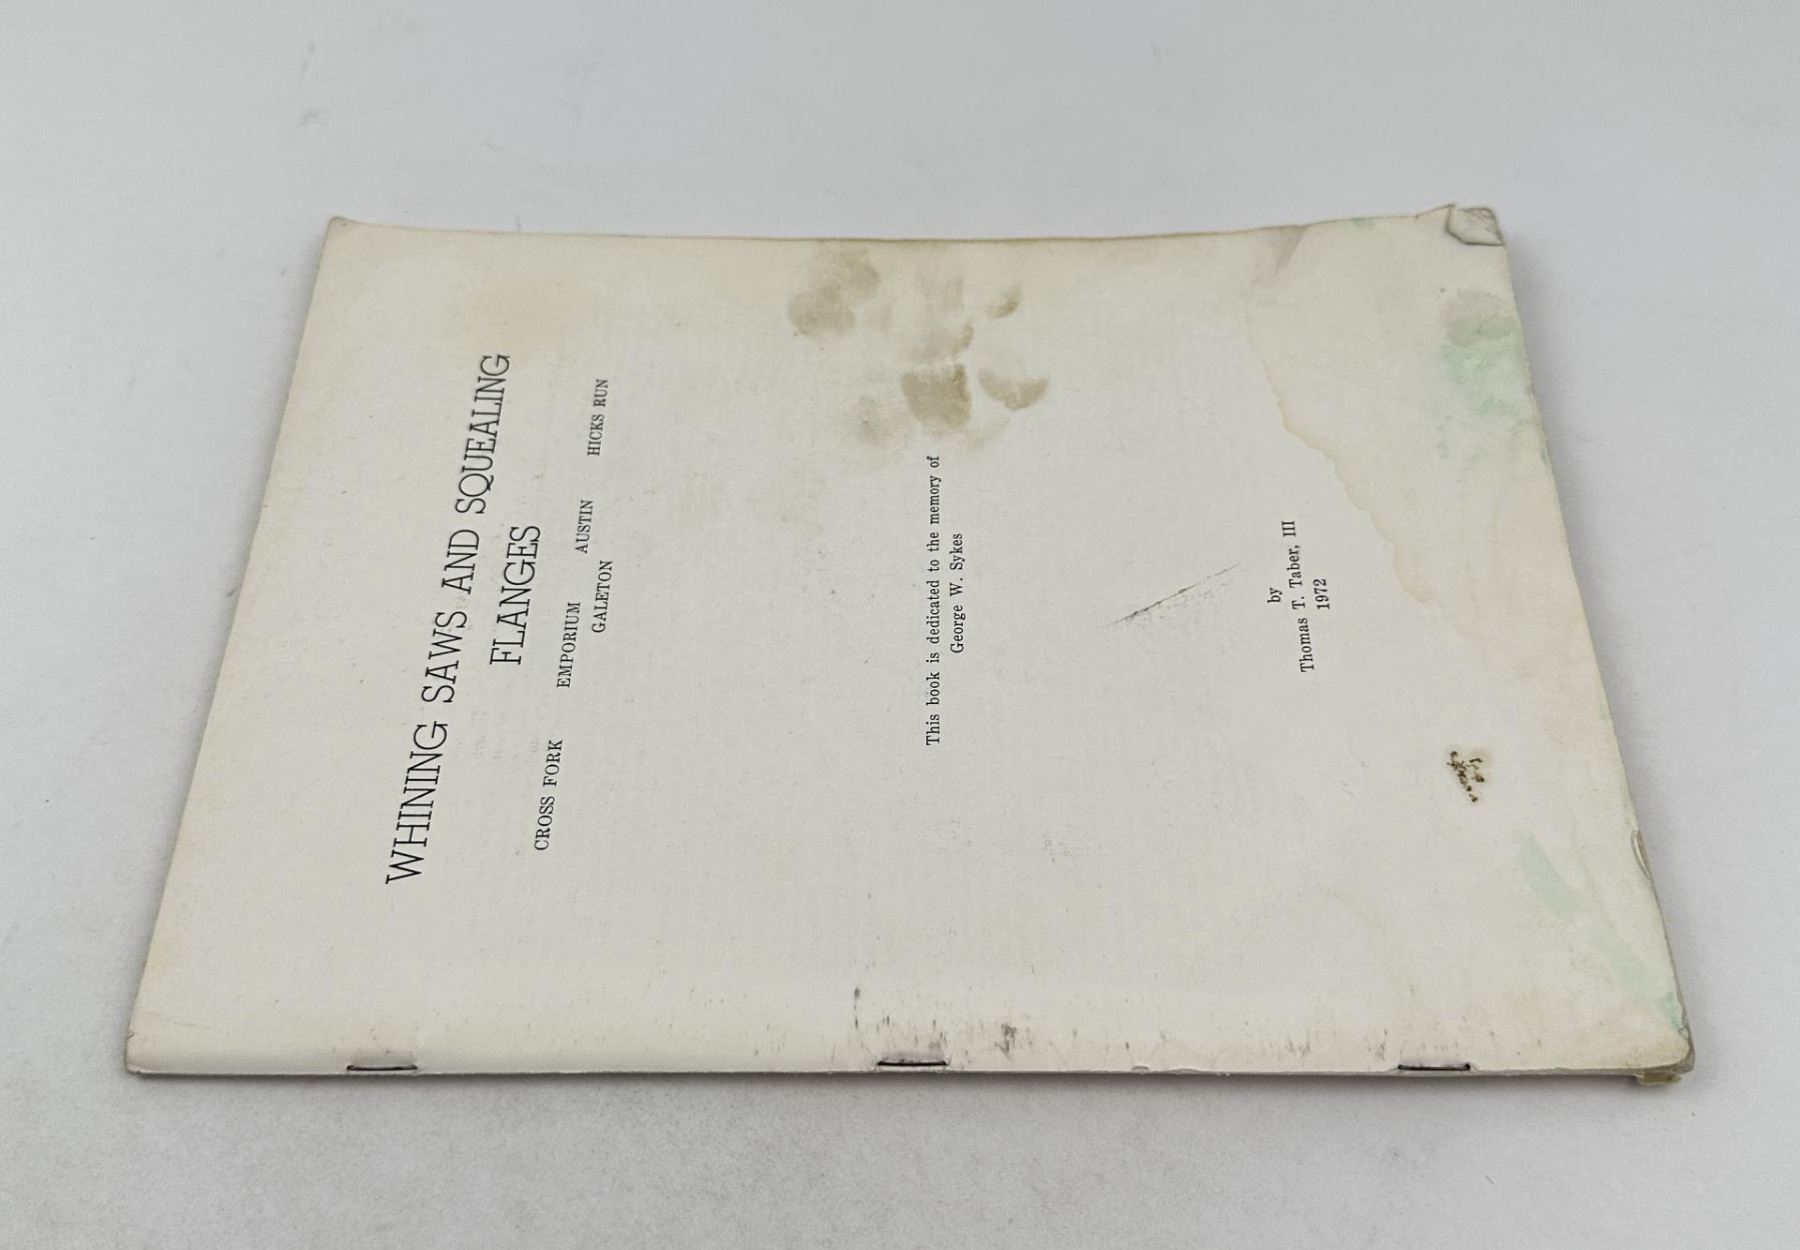 WHINING SAWS AND SQUEALING
FLANGES
CROSS FORK EMPORIUM AUSTIN HICKS RUN
GALETON
This book is dedicated to the memory of
George W. Sykes
by
Thomas T. Taber, III
1972